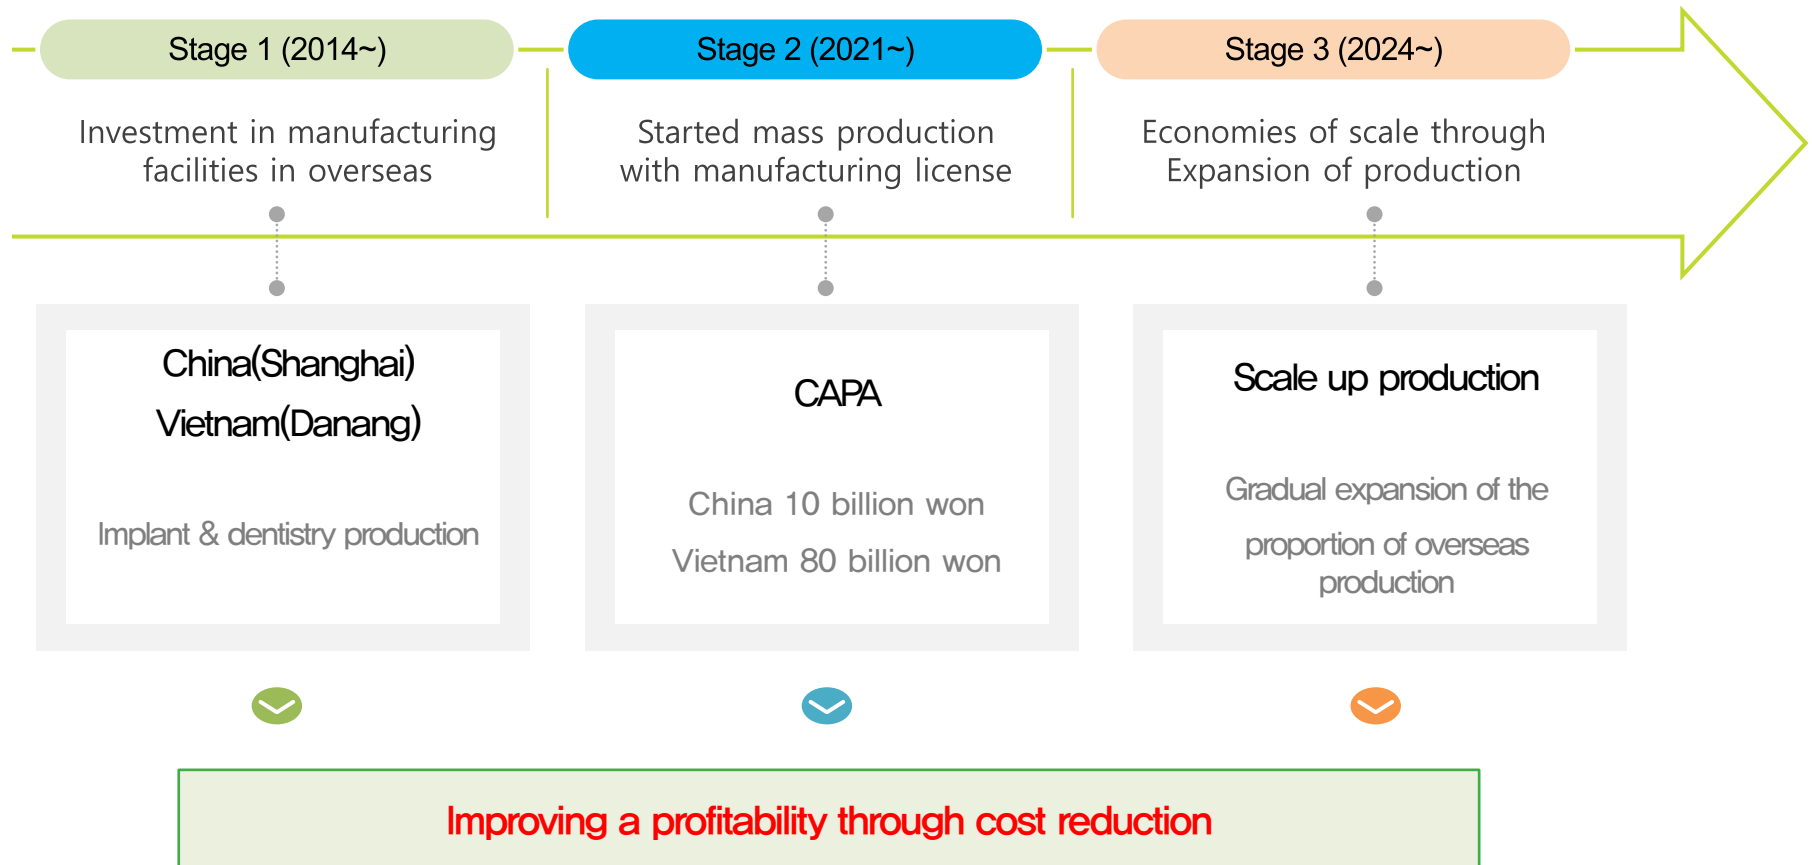 Stage 1 (2014~)
Investment in manufacturing
facilities in overseas
Stage 2 (2021~)
Started mass production
with manufacturing license
Stage 3 (2024~)
Economies of scale through
Expansion of production
China(Shanghai)
Vietnam(Danang)
Implant & dentistry production
CAPA
China 10 billion won
Vietnam 80 billion won
Scale up production
Gradual expansion of the
proportion of overseas
production
Improving a profitability through cost reduction